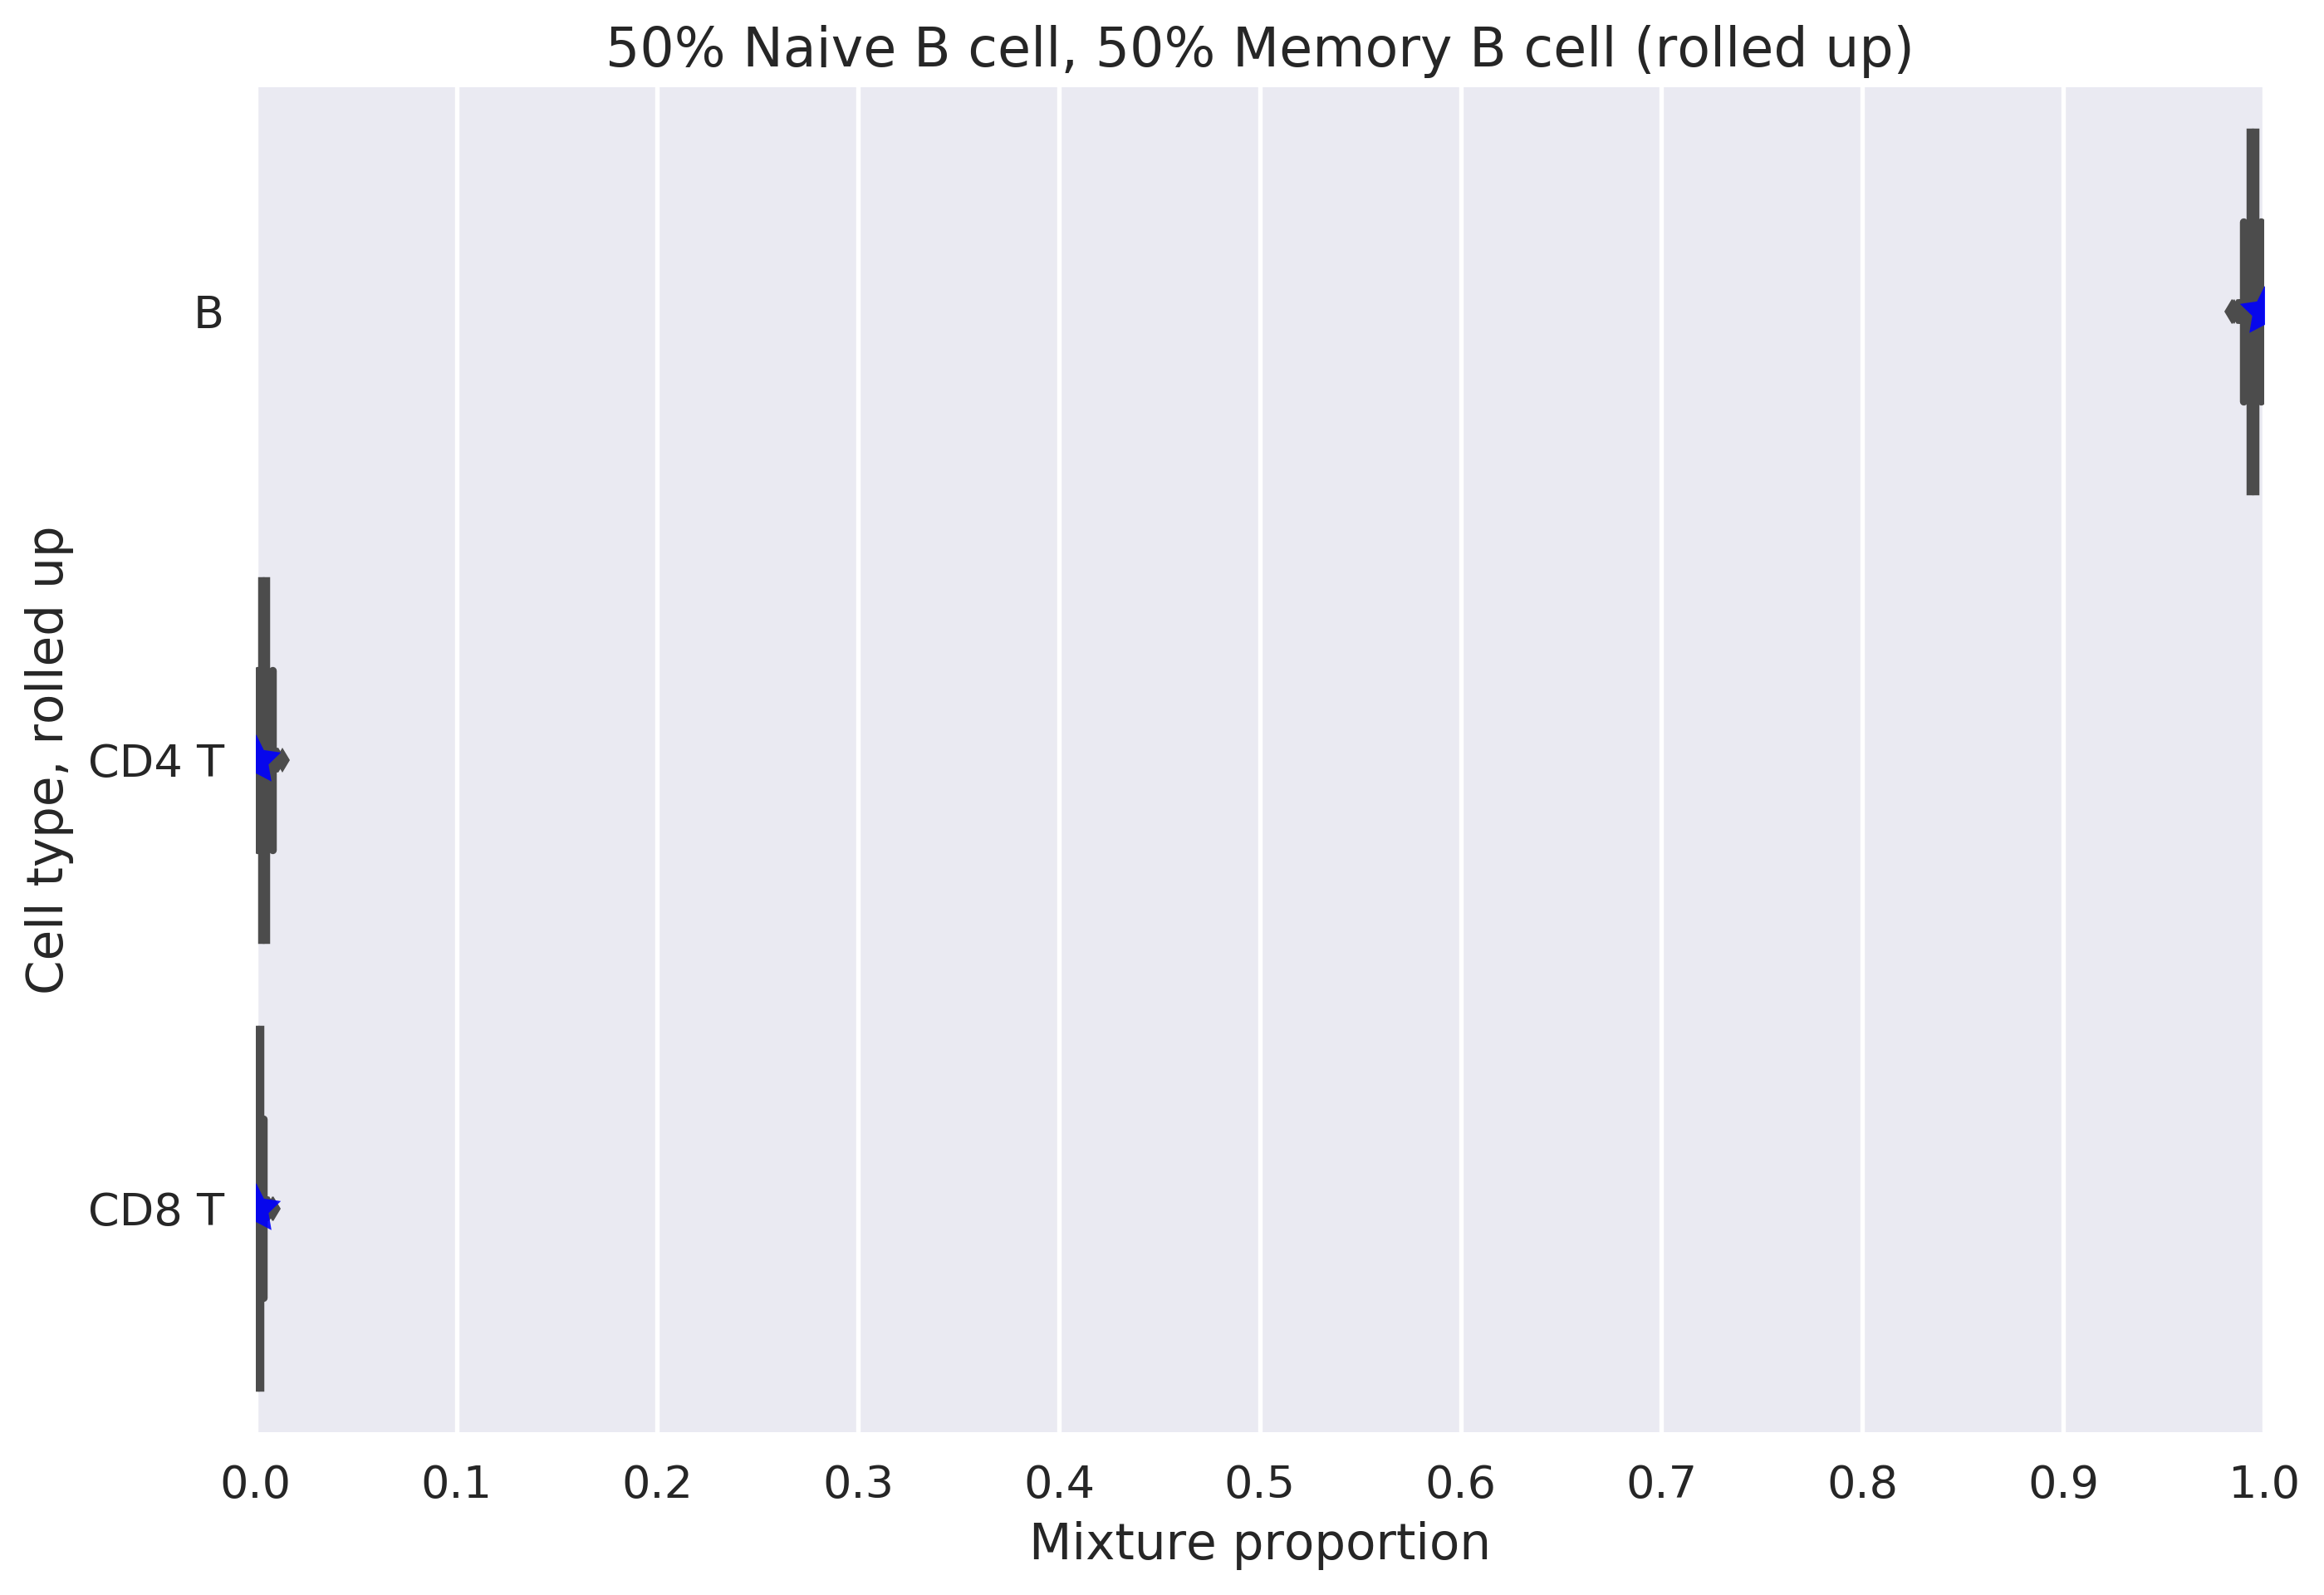 50% Naive B cell, 50% Memory B cell (rolled up)
Cell type, rolled up
B
CD4 T
CD8 T
0.0 0.1 0.2 0.3 0.4 0.5 0.6 0.7 0.8 0.9 1.0
Mixture proportion